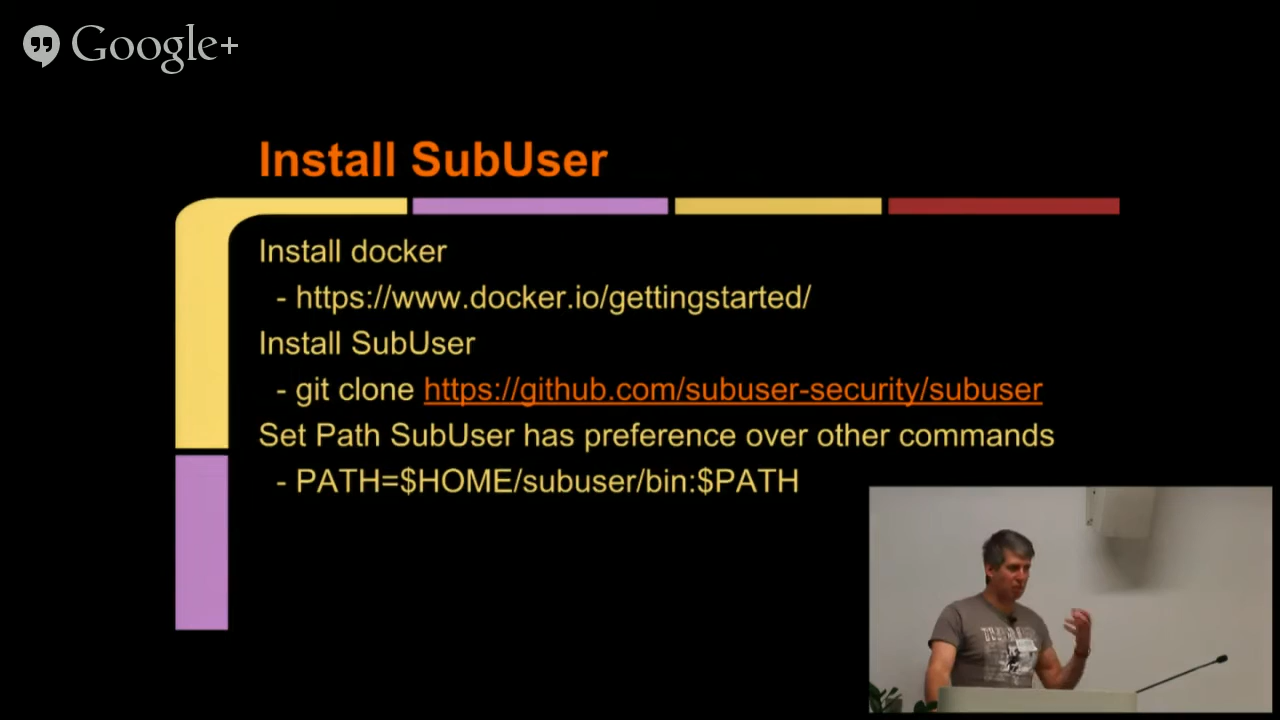 Google+
Install SubUser
Install docker
- https://www.docker.io/gettingstarted/
Install SubUser
- git clone https://github.com/subuser-security/subuser
Set Path SubUser has preference over other commands
- PATH=$HOME/subuser/bin:$PATH